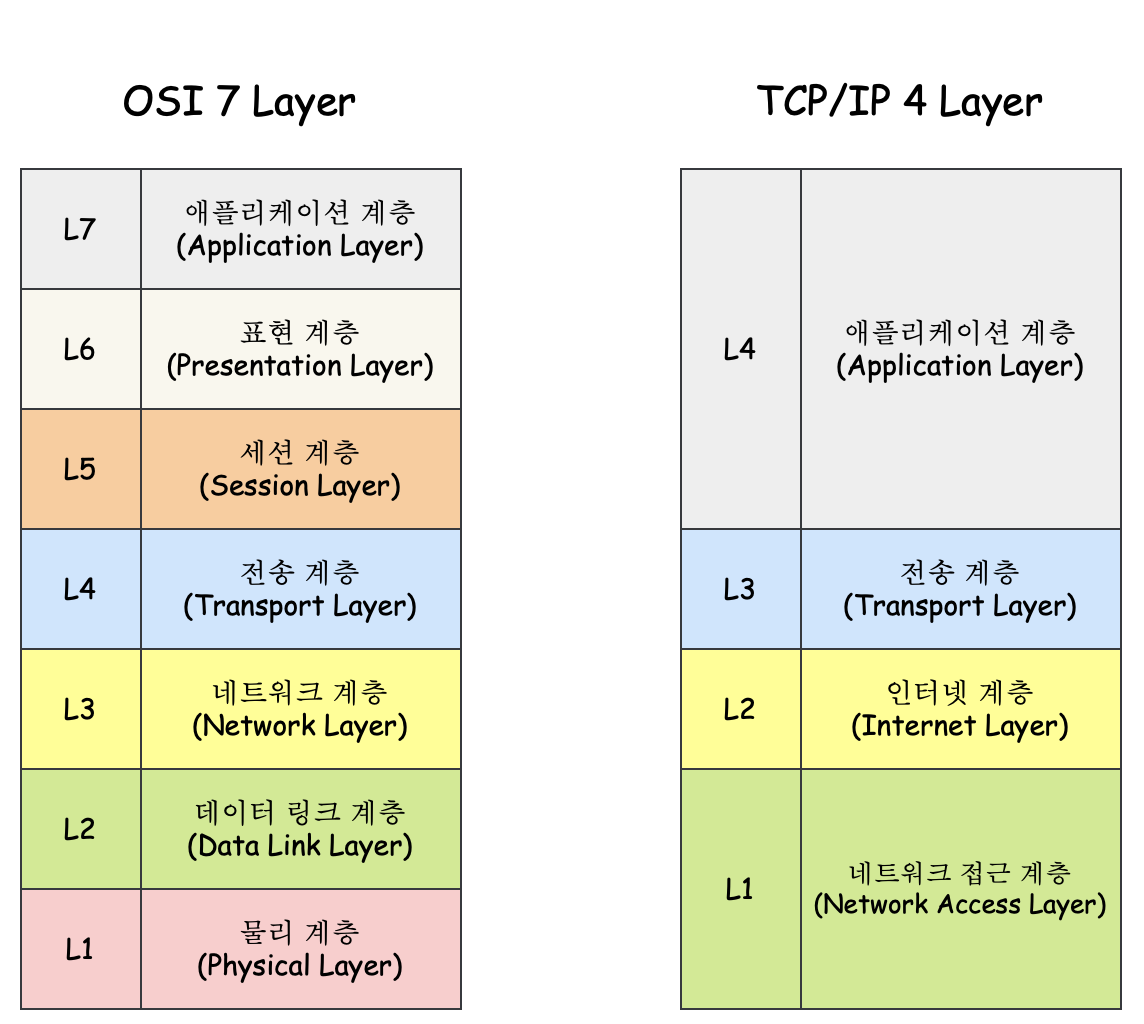 OSI 7 Layer
L7
애플리케이션 계층
(Application Layer)
L6
표현 계층
(Presentation Layer)
L5
세션 계층
(Session Layer)
L4
전송 계층
(Transport Layer)
L3
네트워크 계층
(Network Layer)
L2
데이터 링크 계층
(Data Link Layer)
L1
물리 계층
(Physical Layer)
TCP/IP 4 Layer
L4
애플리케이션 계층
(Application Layer)
L3
전송 계층
(Transport Layer)
L2
인터넷 계층
(Internet Layer)
L1
네트워크 접근 계층
(Network Access Layer)